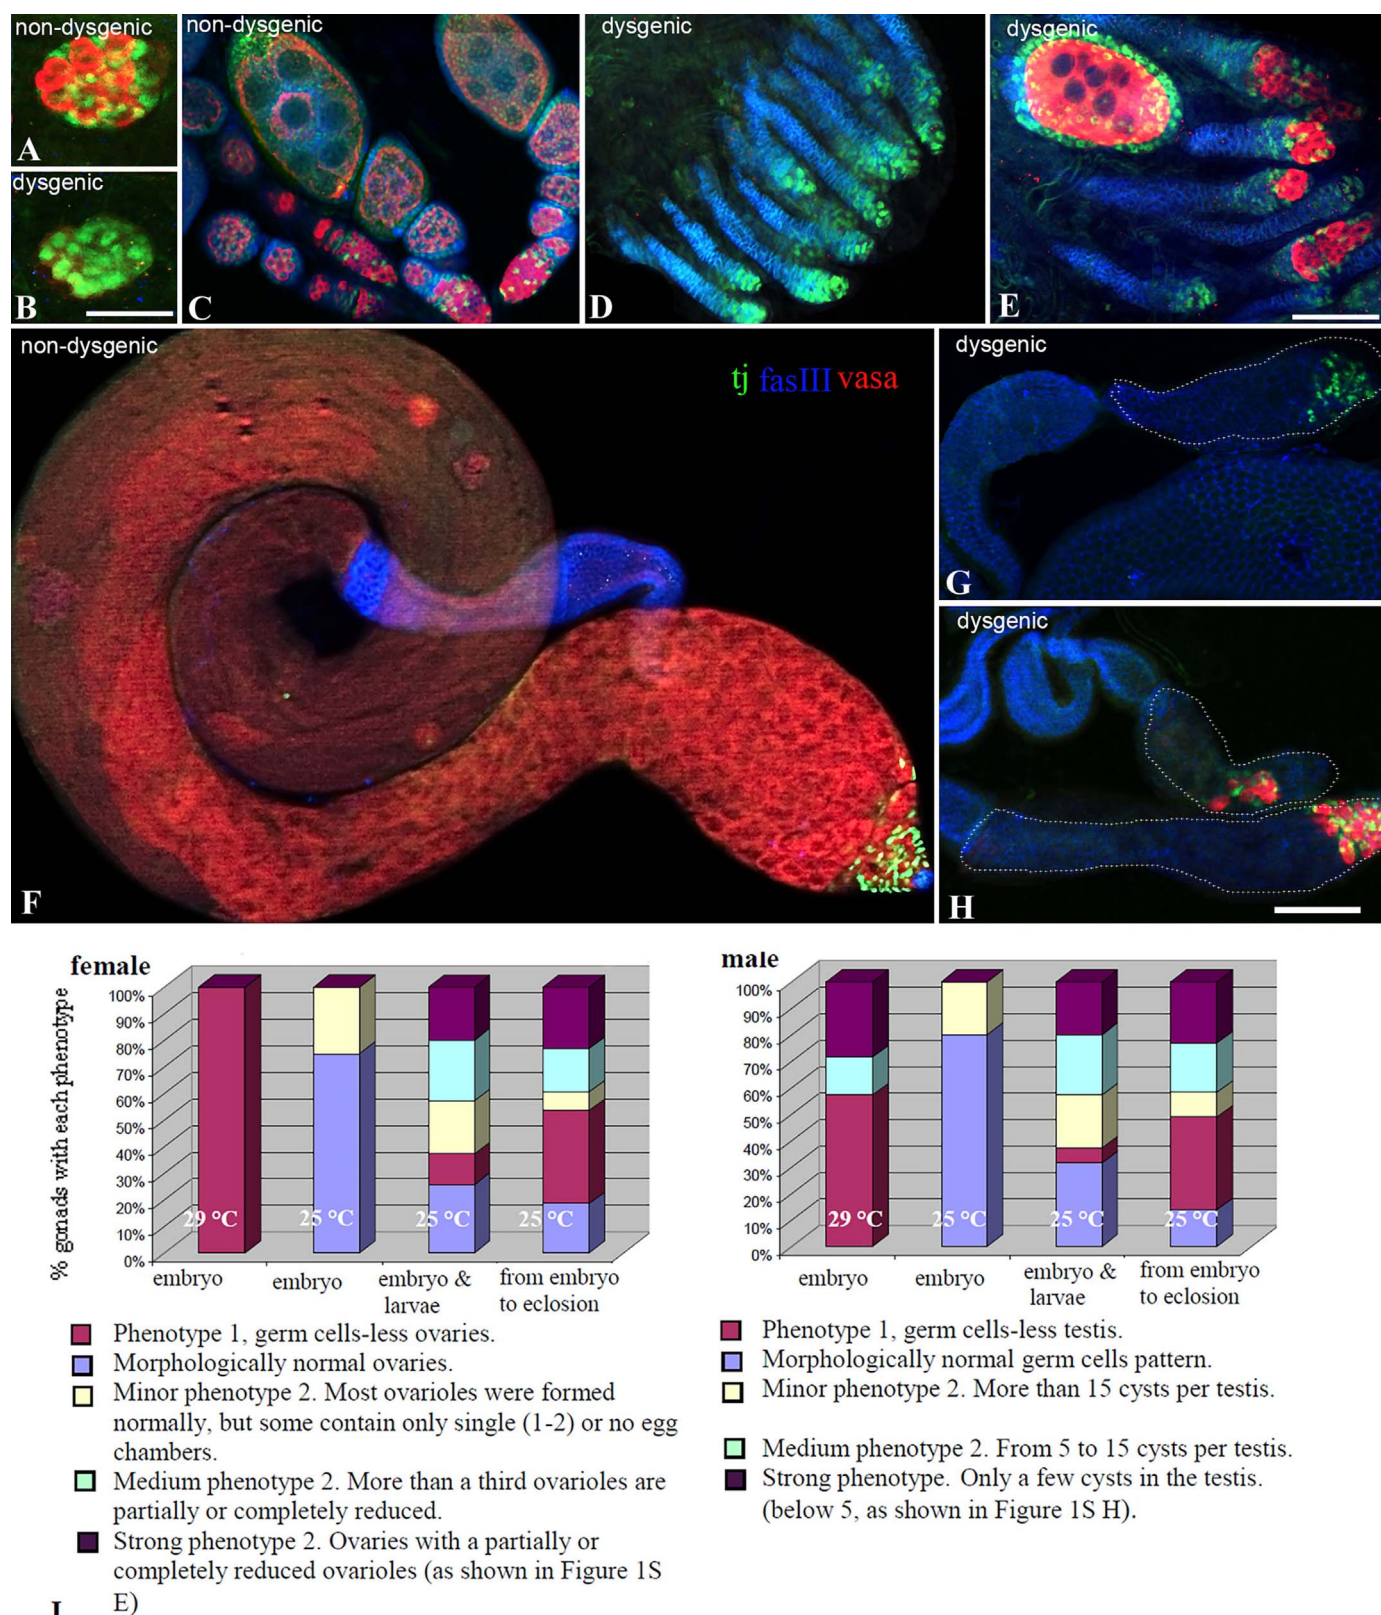 non-dysgenic
A
dysgenic
B
non-dysgenic
C
dysgenic
D
dysgenic
E
non-dysgenic
tj fasIII vasa
F
dysgenic
G
dysgenic
H
female
% gonads with each phenotype
100%
90%
80%
70%
60%
50%
40%
30%
20%
10%
0%
29 °C
25 °C
25 °C
25 °C
embryo
embryo
embryo &
larvae
from embryo
to eclosion
Phenotype 1, germ cells-less ovaries.
Morphologically normal ovaries.
Minor phenotype 2. Most ovarioles were formed
normally, but some contain only single (1-2) or no egg
chambers.
Medium phenotype 2. More than a third ovarioles are
partially or completely reduced.
Strong phenotype 2. Ovaries with a partially or
completely reduced ovarioles (as shown in Figure 1S
E)
male
100%
90%
80%
70%
60%
50%
40%
30%
20%
10%
0%
29 °C
25 °C
25 °C
25 °C
embryo
embryo
embryo &
larvae
from embryo
to eclosion
Phenotype 1, germ cells-less testis.
Morphologically normal germ cells pattern.
Minor phenotype 2. More than 15 cysts per testis.
Medium phenotype 2. From 5 to 15 cysts per testis.
Strong phenotype. Only a few cysts in the testis.
(below 5, as shown in Figure 1S H).